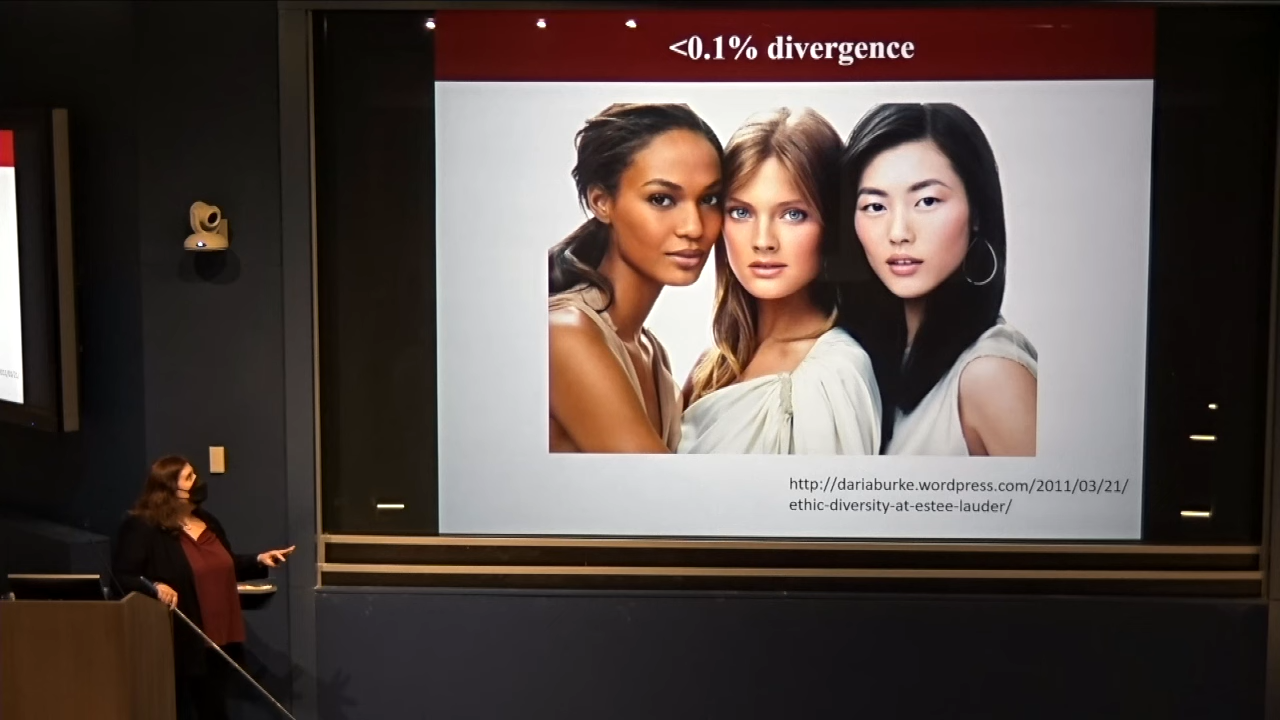 <0.1% divergence
http://dariaburke.wordpress.com/2011/03/21/
ethic-diversity-at-estee-lauder/